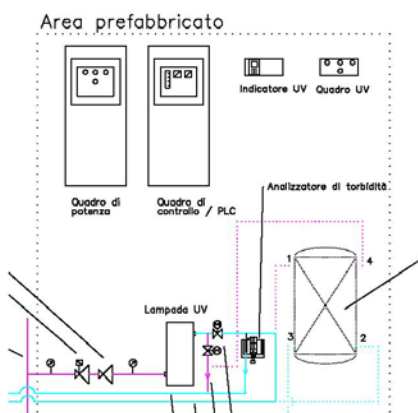 Area prefabbricato
Indicatore UV
Quadro UV
Quadro di
potenza
Quadro di
controllo / PLC
Analizzatore di torbidità
1
4
Lampada UV
3
2